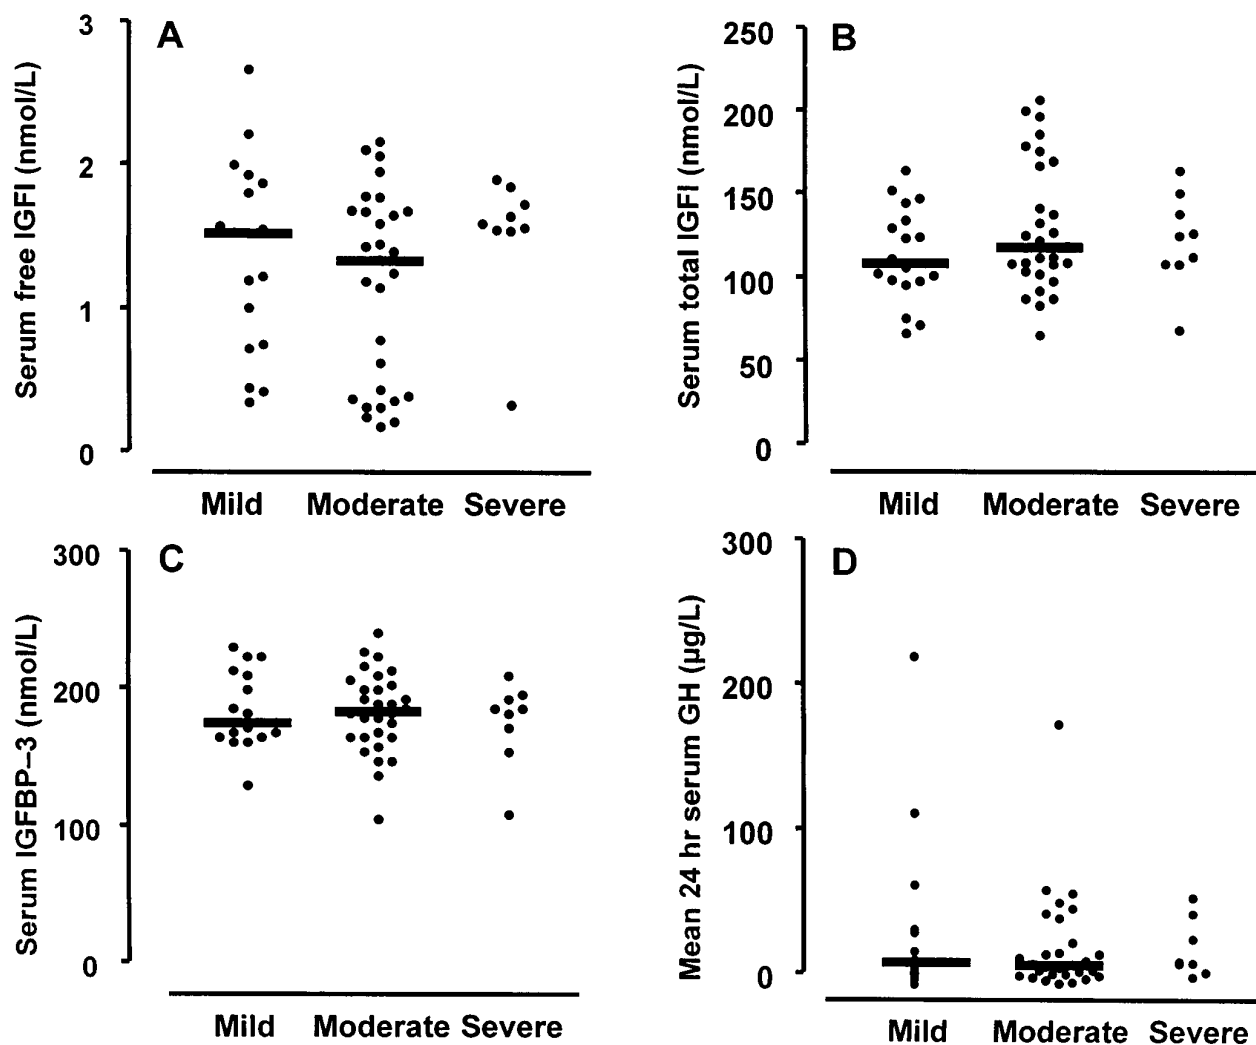 A
Serum free IGFI (nmol/L)
3
2
1
0
Mild Moderate Severe
B
Serum total IGFI (nmol/L)
250
200
150
100
50
0
Mild Moderate Severe
C
Serum IGFBP–3 (nmol/L)
300
200
100
0
Mild Moderate Severe
D
Mean 24 hr serum GH (µg/L)
300
200
100
0
Mild Moderate Severe